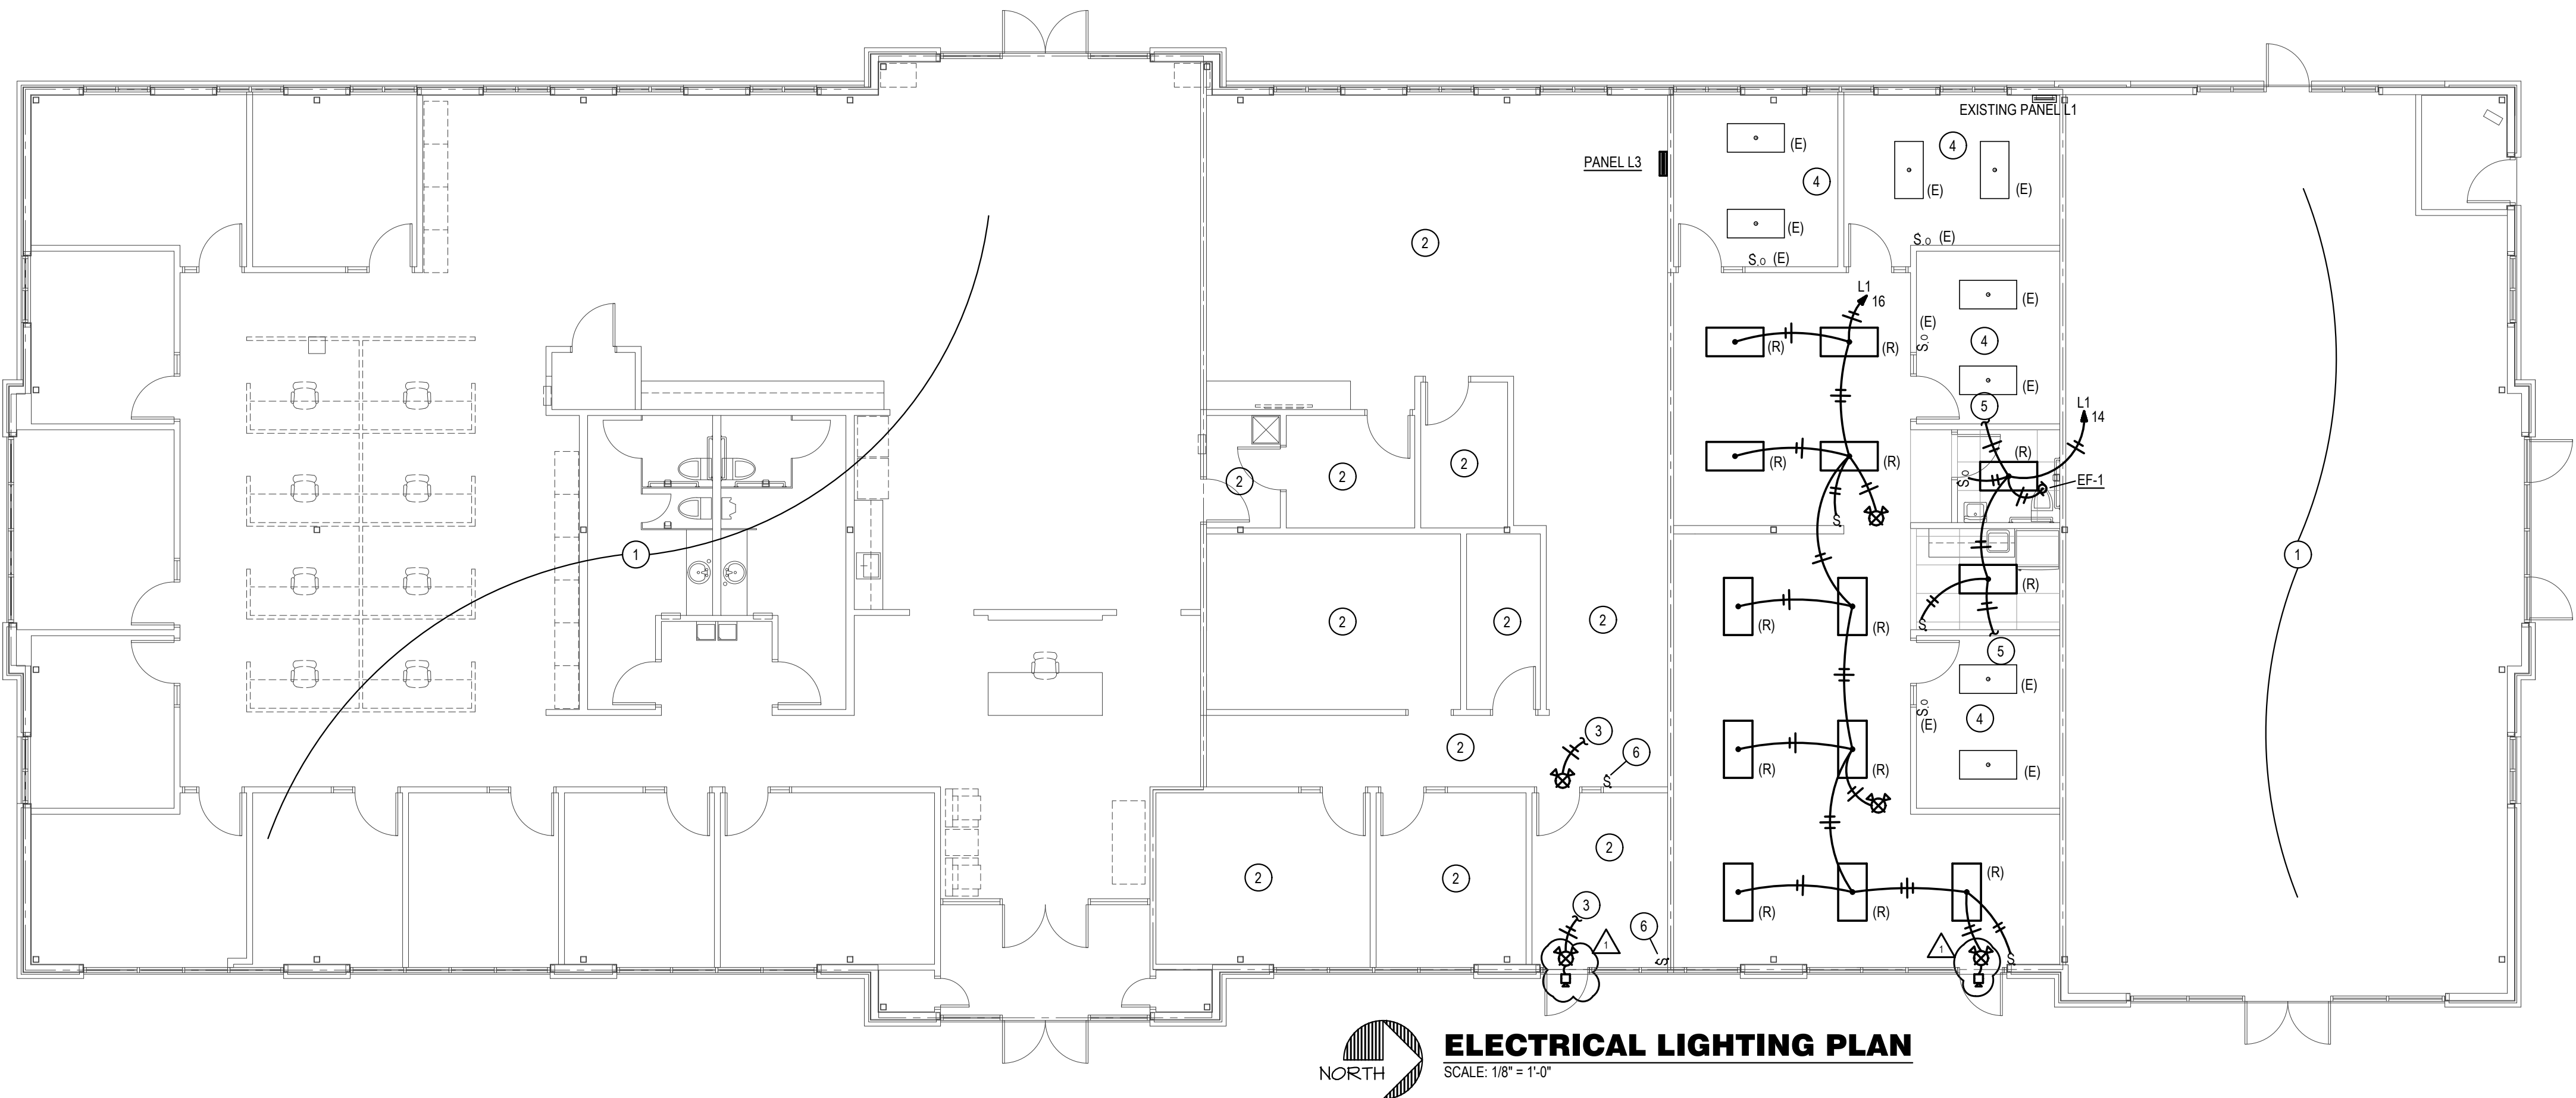 EXISTING PANEL L1
PANEL L3
(E)
4
4
(E)
(E)
(E)
2
S.O (E)
S.O (E)
L1
16
(E)
(E)
S.O
4
(R)
(R)
(E)
5
L1
14
(R)
(R)
(R)
2
2
2
S.O
EF-1
S
1
1
(R)
2
2
2
(R)
(R)
S
5
(E)
S.O
(E)
4
3
2
6
S
(R)
(R)
(E)
2
2
2
(R)
(R)
(R)
3
6
1
1
S
S
NORTH
ELECTRICAL LIGHTING PLAN
SCALE: 1/8" = 1'-0"